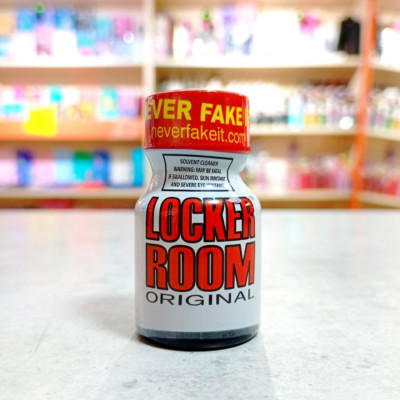 EVER FAKE I
neverfakeit.com
SOLVENT CLEANER
WARNING: MAY BE FATAL
IF SWALLOWED, SKIN IRRITANT
AND SEVERE EYE IRRITANT.
LOCKER
ROOM
ORIGINAL